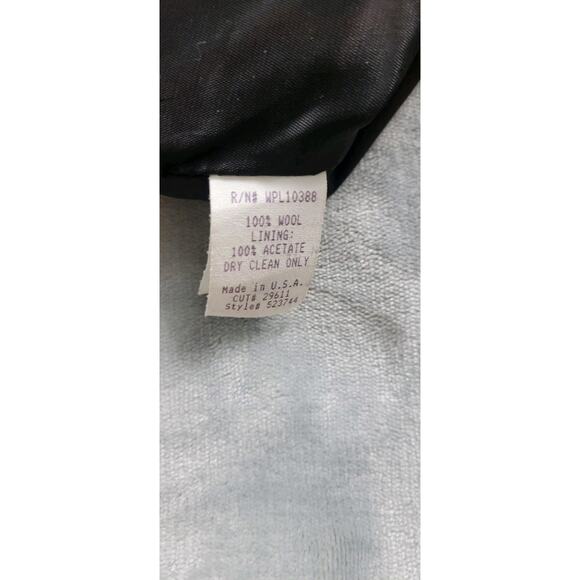 R/N# WPL10388
100% WOOL
LINING:
100% ACETATE
DRY CLEAN ONLY
Made in U.S.A.
CUT# 29611
Style# 523744